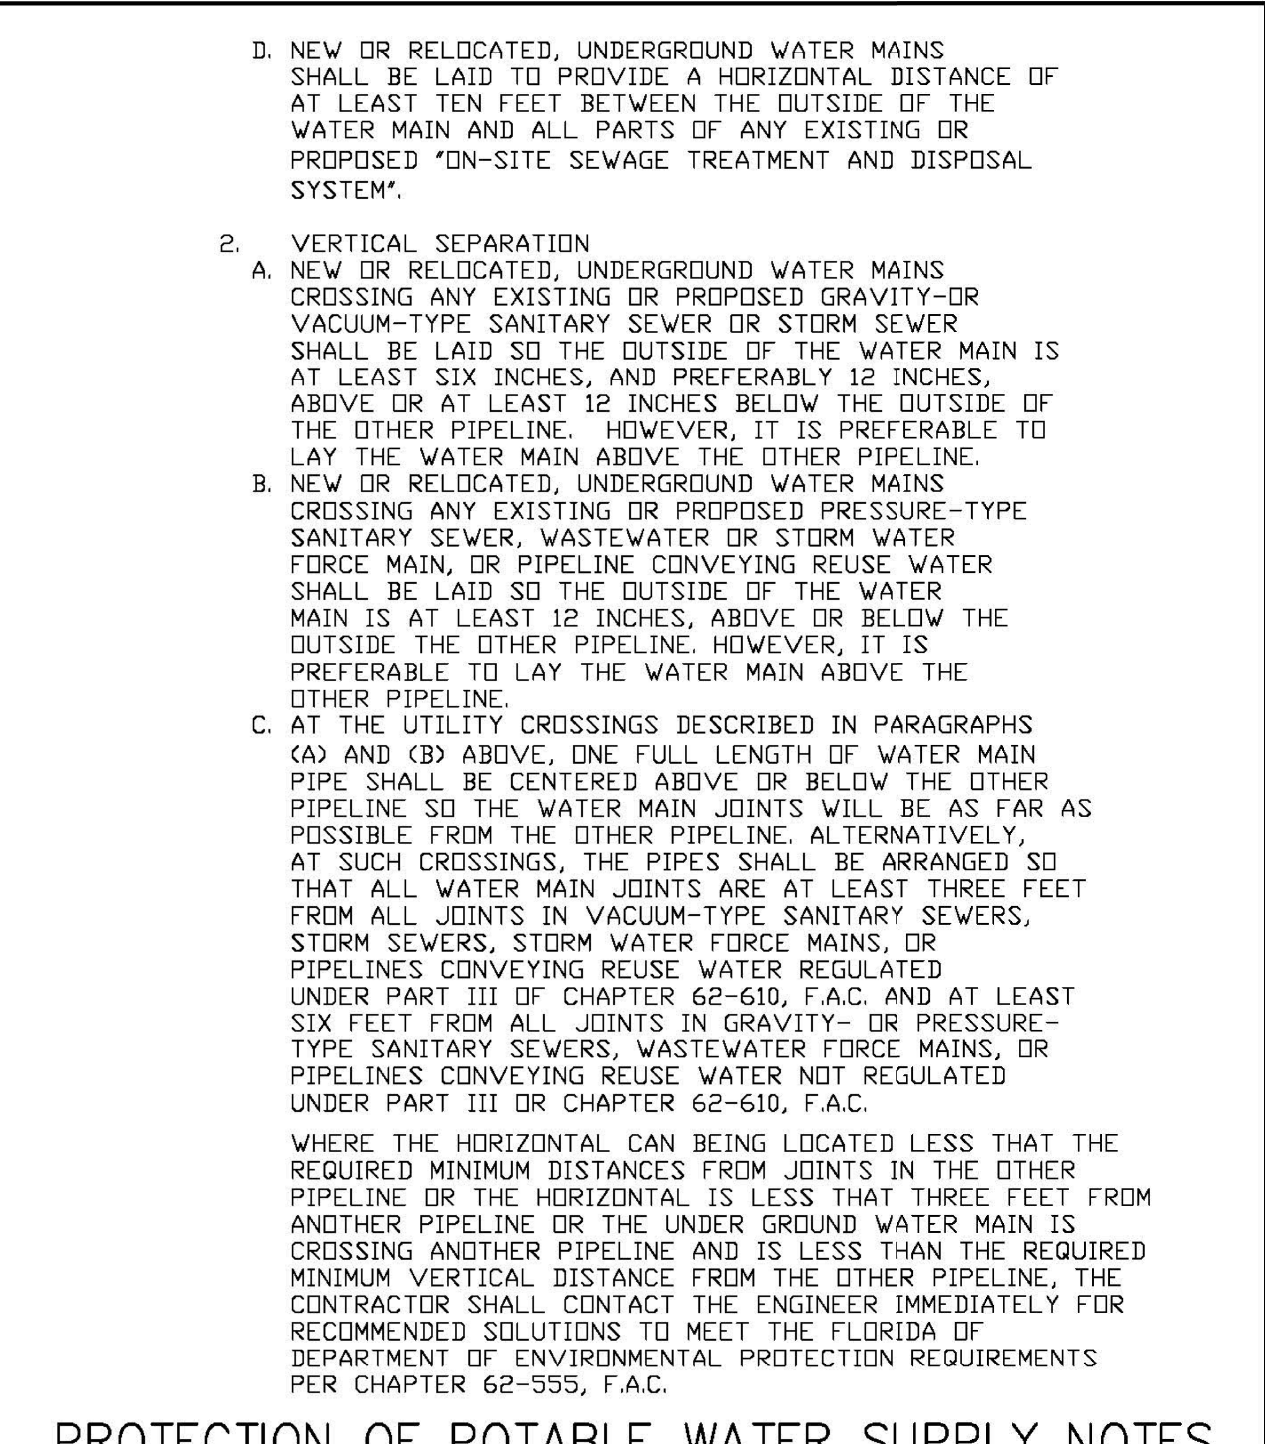 D. NEW OR RELOCATED, UNDERGROUND WATER MAINS
SHALL BE LAID TO PROVIDE A HORIZONTAL DISTANCE OF
AT LEAST TEN FEET BETWEEN THE OUTSIDE OF THE
WATER MAIN AND ALL PARTS OF ANY EXISTING OR
PROPOSED "ON-SITE SEWAGE TREATMENT AND DISPOSAL
SYSTEM".
2. VERTICAL SEPARATION
A. NEW OR RELOCATED, UNDERGROUND WATER MAINS
CROSSING ANY EXISTING OR PROPOSED GRAVITY-OR
VACUUM-TYPE SANITARY SEWER OR STORM SEWER
SHALL BE LAID SO THE OUTSIDE OF THE WATER MAIN IS
AT LEAST SIX INCHES, AND PREFERABLY 12 INCHES,
ABOVE OR AT LEAST 12 INCHES BELOW THE OUTSIDE OF
THE OTHER PIPELINE. HOWEVER, IT IS PREFERABLE TO
LAY THE WATER MAIN ABOVE THE OTHER PIPELINE.
B. NEW OR RELOCATED, UNDERGROUND WATER MAINS
CROSSING ANY EXISTING OR PROPOSED PRESSURE-TYPE
SANITARY SEWER, WASTEWATER OR STORM WATER
FORCE MAIN, OR PIPELINE CONVEYING REUSE WATER
SHALL BE LAID SO THE OUTSIDE OF THE WATER
MAIN IS AT LEAST 12 INCHES, ABOVE OR BELOW THE
OUTSIDE THE OTHER PIPELINE. HOWEVER, IT IS
PREFERABLE TO LAY THE WATER MAIN ABOVE THE
OTHER PIPELINE.
C. AT THE UTILITY CROSSINGS DESCRIBED IN PARAGRAPHS
(A) AND (B) ABOVE, ONE FULL LENGTH OF WATER MAIN
PIPE SHALL BE CENTERED ABOVE OR BELOW THE OTHER
PIPELINE SO THE WATER MAIN JOINTS WILL BE AS FAR AS
POSSIBLE FROM THE OTHER PIPELINE. ALTERNATIVELY,
AT SUCH CROSSINGS, THE PIPES SHALL BE ARRANGED SO
THAT ALL WATER MAIN JOINTS ARE AT LEAST THREE FEET
FROM ALL JOINTS IN VACUUM-TYPE SANITARY SEWERS,
STORM SEWERS, STORM WATER FORCE MAINS, OR
PIPELINES CONVEYING REUSE WATER REGULATED
UNDER PART III OF CHAPTER 62-610, F.A.C. AND AT LEAST
SIX FEET FROM ALL JOINTS IN GRAVITY- OR PRESSURE-
TYPE SANITARY SEWERS, WASTEWATER FORCE MAINS, OR
PIPELINES CONVEYING REUSE WATER NOT REGULATED
UNDER PART III OR CHAPTER 62-610, F.A.C.
WHERE THE HORIZONTAL CAN BEING LOCATED LESS THAT THE
REQUIRED MINIMUM DISTANCES FROM JOINTS IN THE OTHER
PIPELINE OR THE HORIZONTAL IS LESS THAT THREE FEET FROM
ANOTHER PIPELINE OR THE UNDER GROUND WATER MAIN IS
CROSSING ANOTHER PIPELINE AND IS LESS THAN THE REQUIRED
MINIMUM VERTICAL DISTANCE FROM THE OTHER PIPELINE, THE
CONTRACTOR SHALL CONTACT THE ENGINEER IMMEDIATELY FOR
RECOMMENDED SOLUTIONS TO MEET THE FLORIDA OF
DEPARTMENT OF ENVIRONMENTAL PROTECTION REQUIREMENTS
PER CHAPTER 62-555, F.A.C.
PROTECTION OF POTABLE WATER SUPPLY NOTES